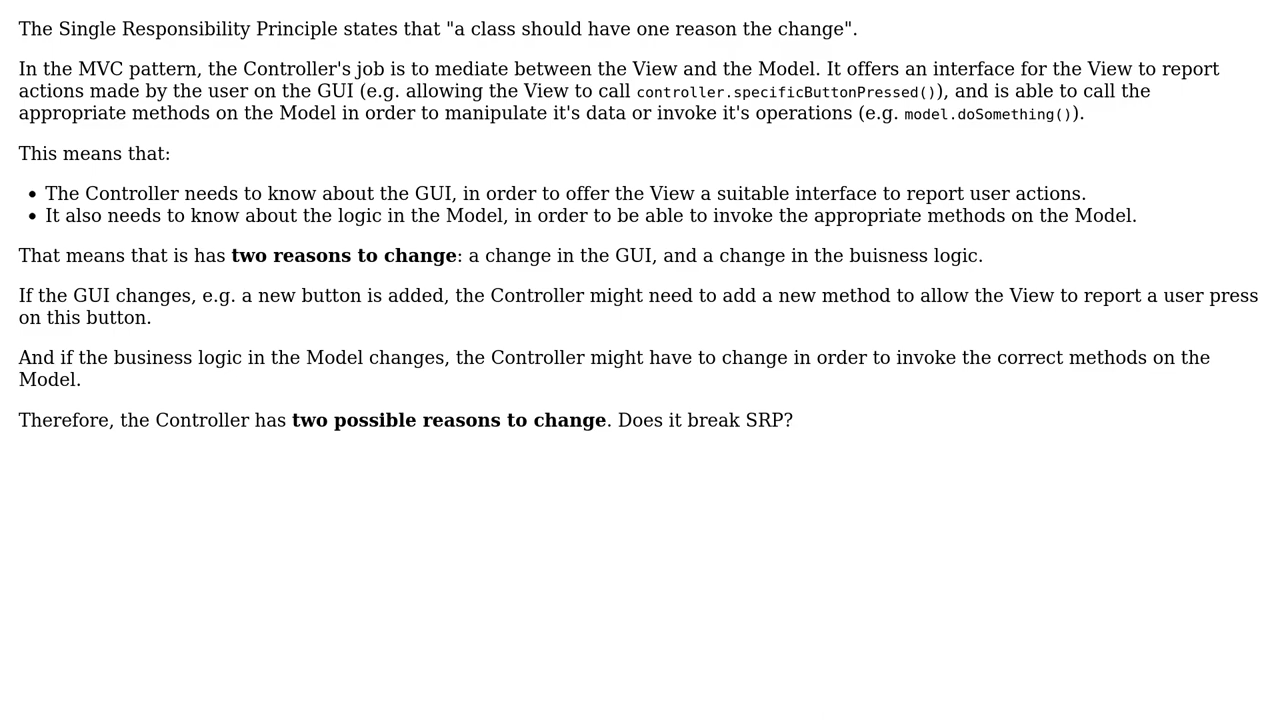 The Single Responsibility Principle states that "a class should have one reason the change".
In the MVC pattern, the Controller's job is to mediate between the View and the Model. It offers an interface for the View to report
actions made by the user on the GUI (e.g. allowing the View to call controller.specificButtonPressed()), and is able to call the
appropriate methods on the Model in order to manipulate it's data or invoke it's operations (e.g. model.doSomething()).
This means that:
• The Controller needs to know about the GUI, in order to offer the View a suitable interface to report user actions.
• It also needs to know about the logic in the Model, in order to be able to invoke the appropriate methods on the Model.
That means that is has two reasons to change: a change in the GUI, and a change in the buisness logic.
If the GUI changes, e.g. a new button is added, the Controller might need to add a new method to allow the View to report a user press
on this button.
And if the business logic in the Model changes, the Controller might have to change in order to invoke the correct methods on the
Model.
Therefore, the Controller has two possible reasons to change. Does it break SRP?